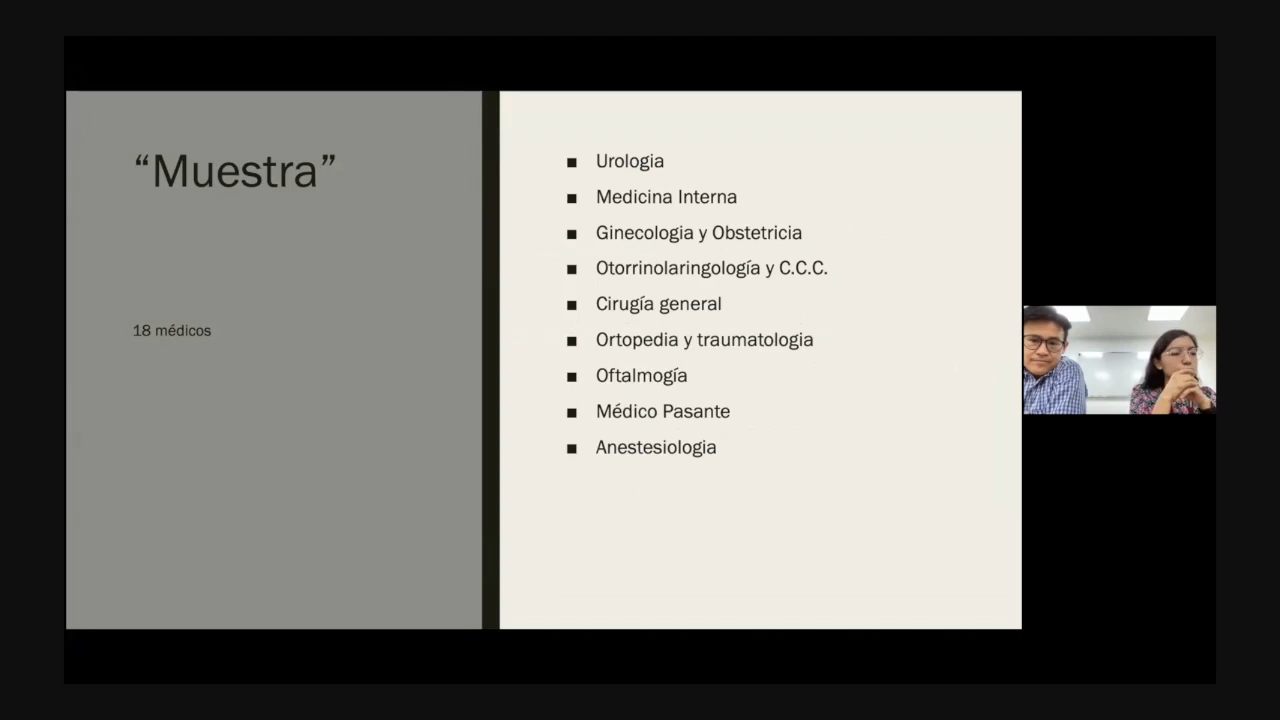 “Muestra”
18 médicos
■ Urologia
■ Medicina Interna
■ Ginecologia y Obstetricia
■ Otorrinolaringología y C.C.C.
■ Cirugía general
■ Ortopedia y traumatologia
■ Oftalmogía
■ Médico Pasante
■ Anestesiologia